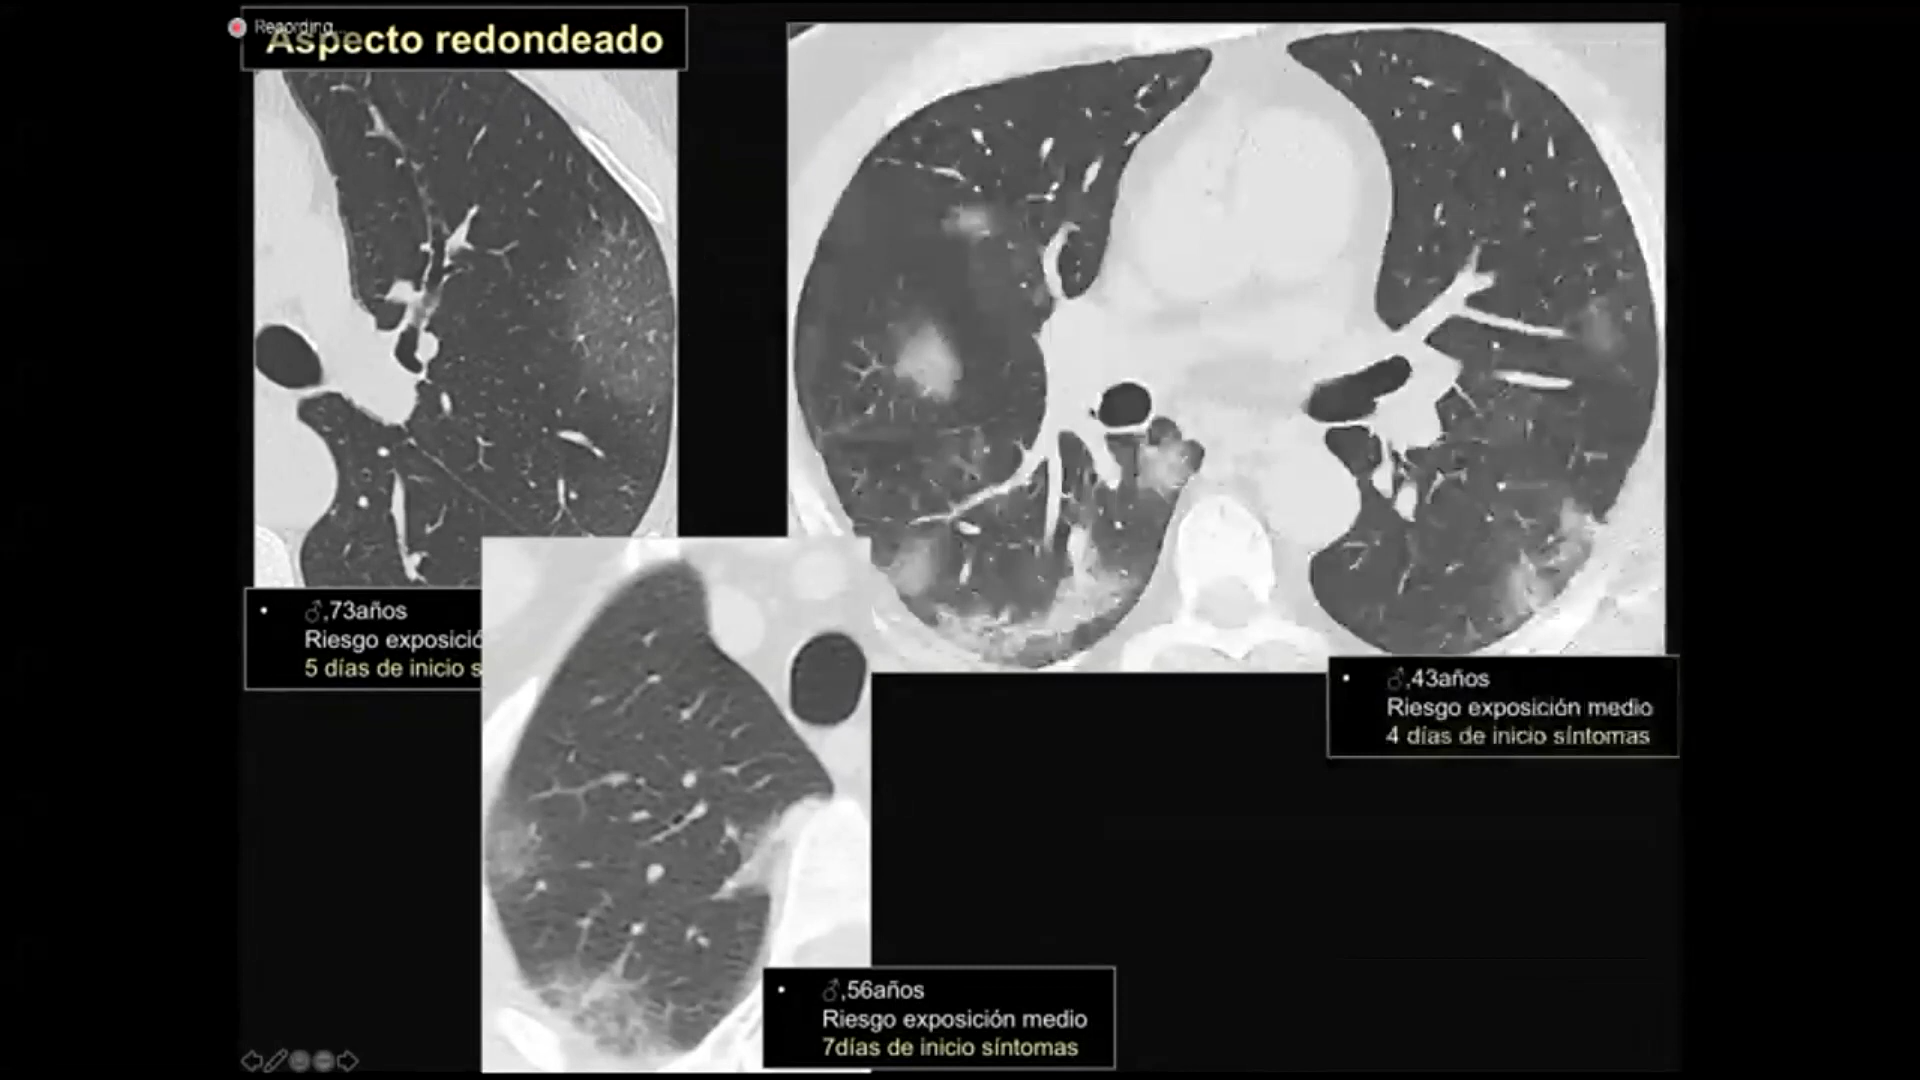 Recording...
Aspecto redondeado
• ♂,73años
Riesgo exposició
5 días de inicio s
• ♂,43años
Riesgo exposición medio
4 días de inicio síntomas
• ♂,56años
Riesgo exposición medio
7días de inicio síntomas